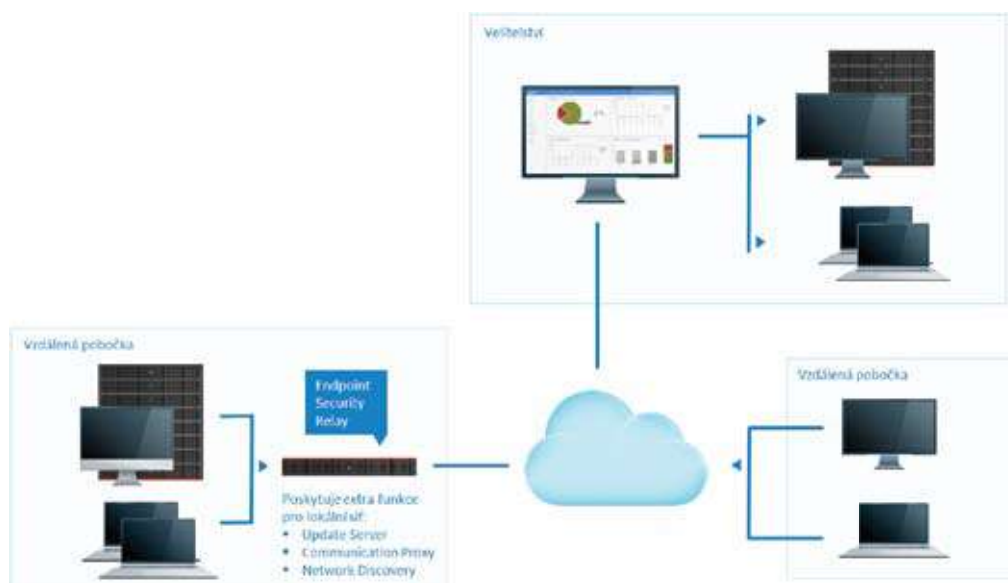 Velitelství
Vzdálená pobočka
Endpoint
Security
Relay
Poskytuje extra funkce
pro lokální síť:
• Update Server
• Communication Proxy
• Network Discovery
Vzdálená pobočka